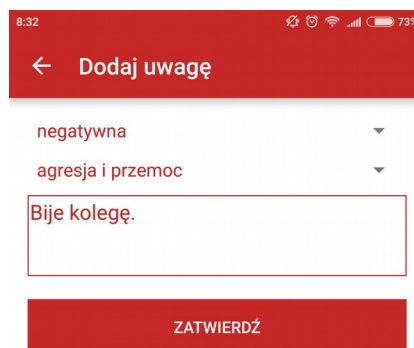 8:32 73%
Dodaj uwagę
negatywna
agresja i przemoc
Bije kolegę.
ZATWIERDŹ